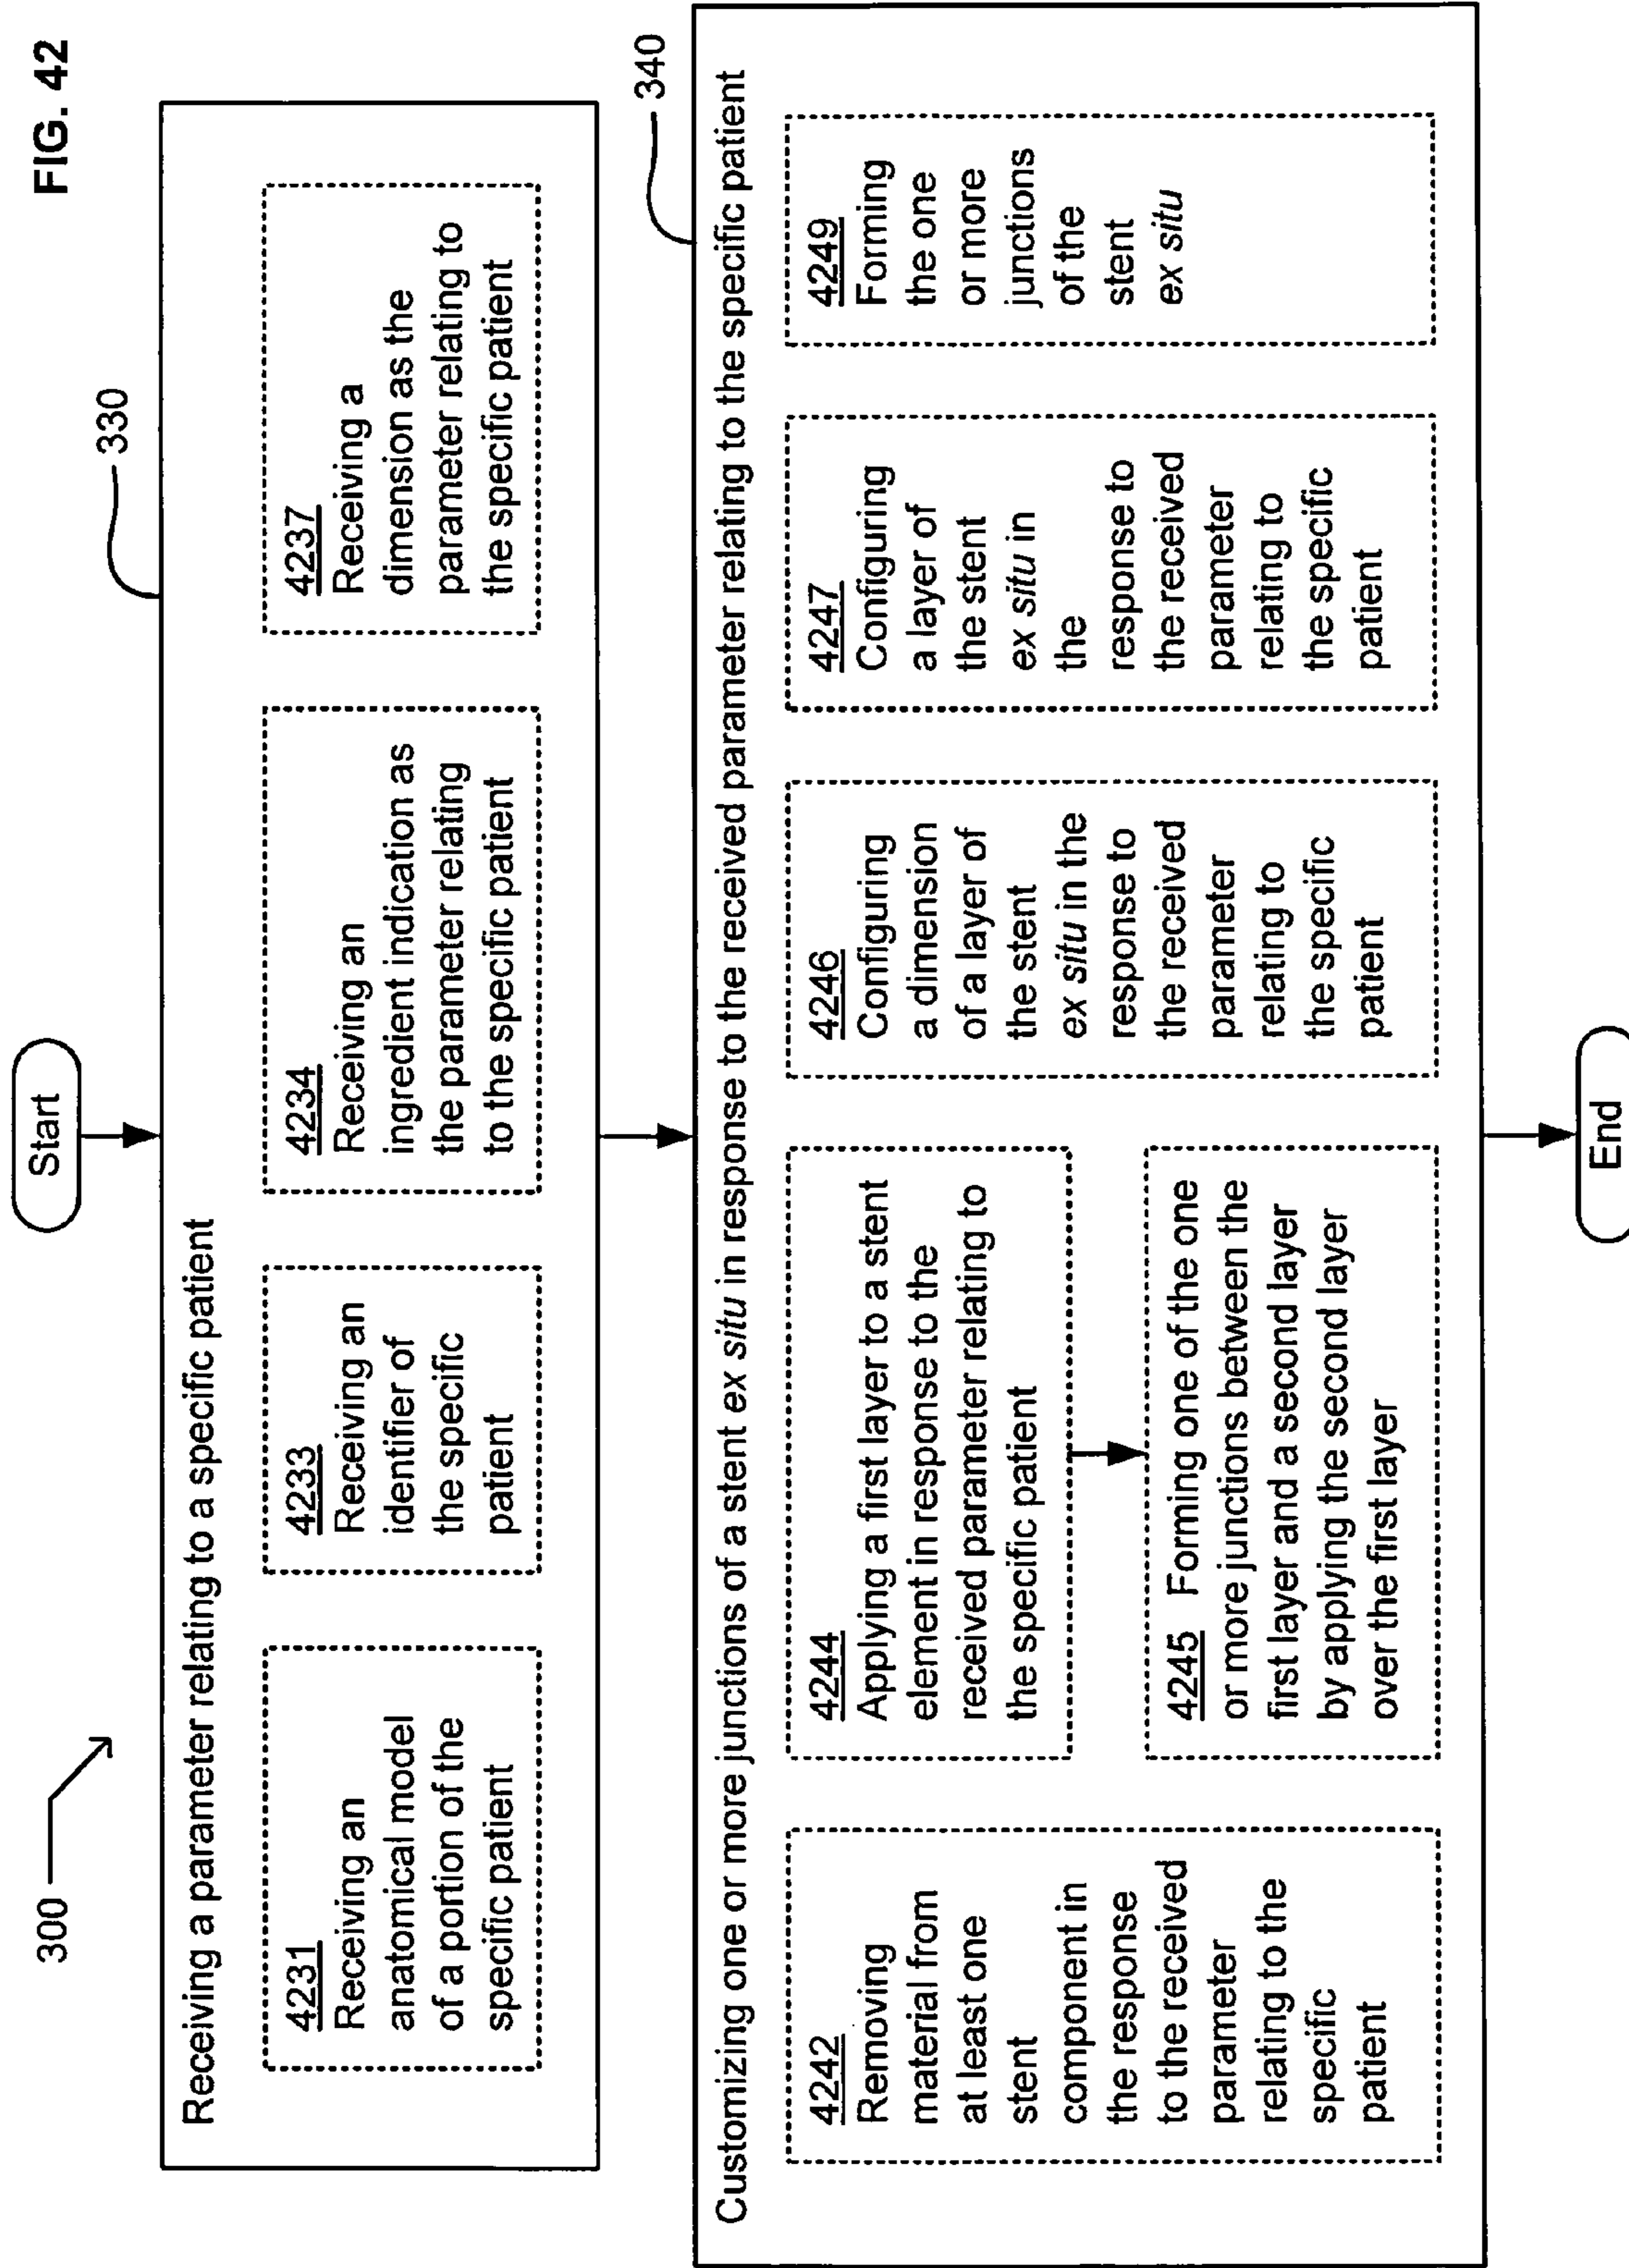 FIG. 42
300
Start
330
Receiving a parameter relating to a specific patient
4231
Receiving an
anatomical model
of a portion of the
specific patient
4233
Receiving an
identifier of
the specific
patient
4234
Receiving an
ingredient indication as
the parameter relating
to the specific patient
4237
Receiving a
dimension as the
parameter relating to
the specific patient
340
Customizing one or more junctions of a stent ex situ in response to the received parameter relating to the specific patient
4242
Removing
material from
at least one
stent
component in
the response
to the received
parameter
relating to the
specific
patient
4244
Applying a first layer to a stent
element in response to the
received parameter relating to
the specific patient
4245 Forming one of the one
or more junctions between the
first layer and a second layer
by applying the second layer
over the first layer
4246
Configuring
a dimension
of a layer of
the stent
ex situ in the
response to
the received
parameter
relating to
the specific
patient
4247
Configuring
a layer of
the stent
ex situ in
the
response to
the received
parameter
relating to
the specific
patient
4249
Forming
the one
or more
junctions
of the
stent
ex situ
End